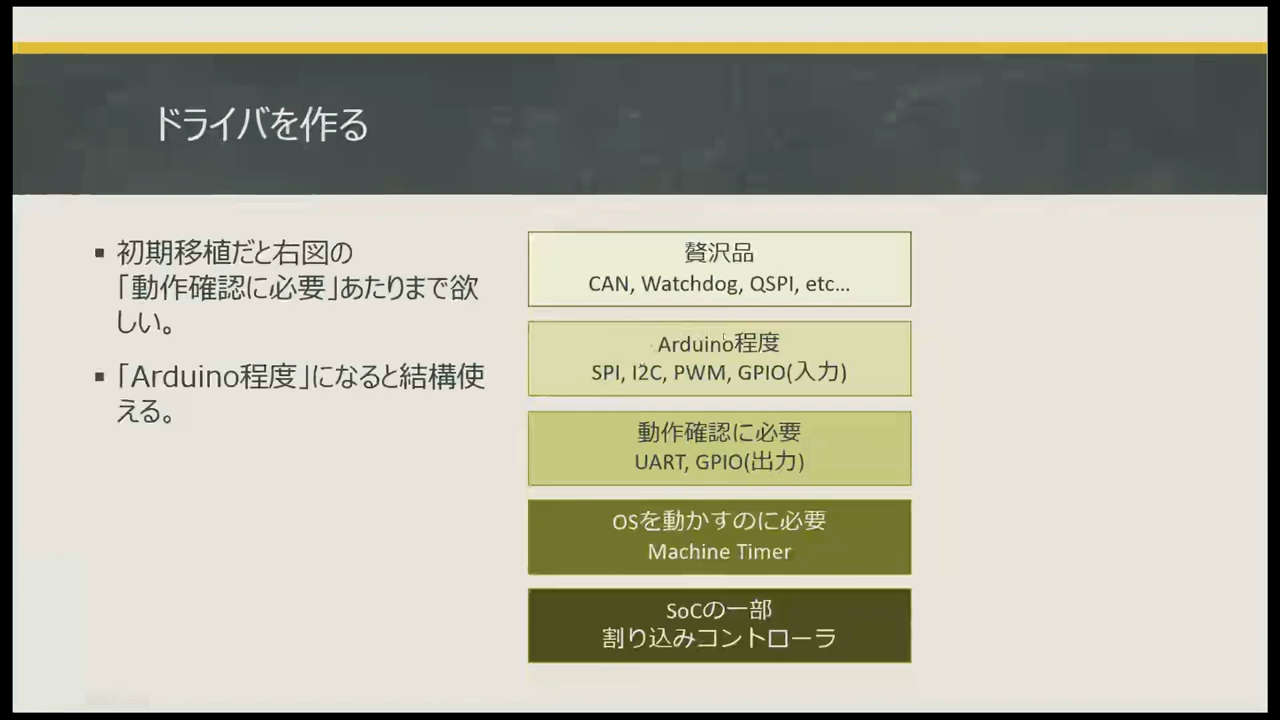 ドライバを作る
▪ 初期移植だと右図の
「動作確認に必要」あたりまで欲
しい。
▪ 「Arduino程度」になると結構使
える。
贅沢品
CAN, Watchdog, QSPI, etc...
Arduino程度
SPI, I2C, PWM, GPIO(入力)
動作確認に必要
UART, GPIO(出力)
OSを動かすのに必要
Machine Timer
SoCの一部
割り込みコントローラ